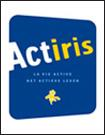 Actiris
LA VIE ACTIVE
HET ACTIEVE LEVEN